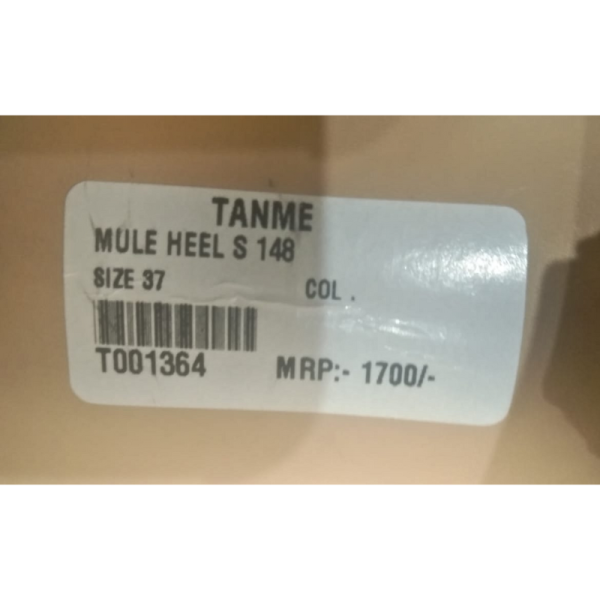 TANME
MULE HEEL S 148
SIZE 37
COL .
T001364
MRP:- 1700/-